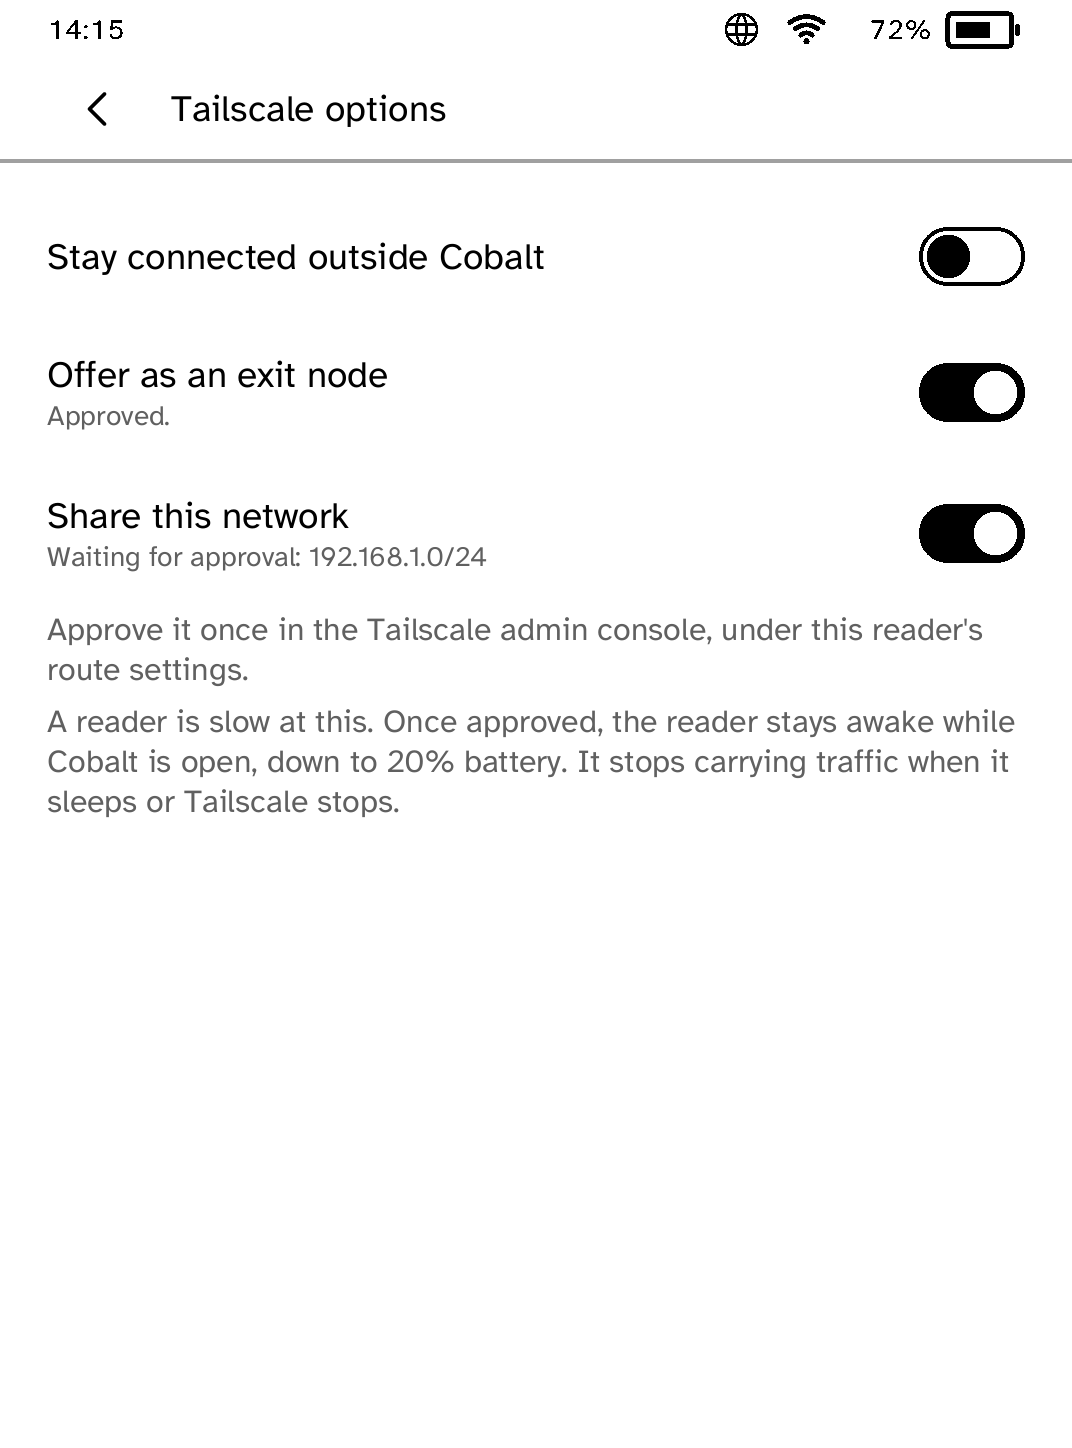 14:15
72%
Tailscale options
Stay connected outside Cobalt
Offer as an exit node
Approved.
Share this network
Waiting for approval: 192.168.1.0/24
Approve it once in the Tailscale admin console, under this reader's
route settings.
A reader is slow at this. Once approved, the reader stays awake while
Cobalt is open, down to 20% battery. It stops carrying traffic when it
sleeps or Tailscale stops.